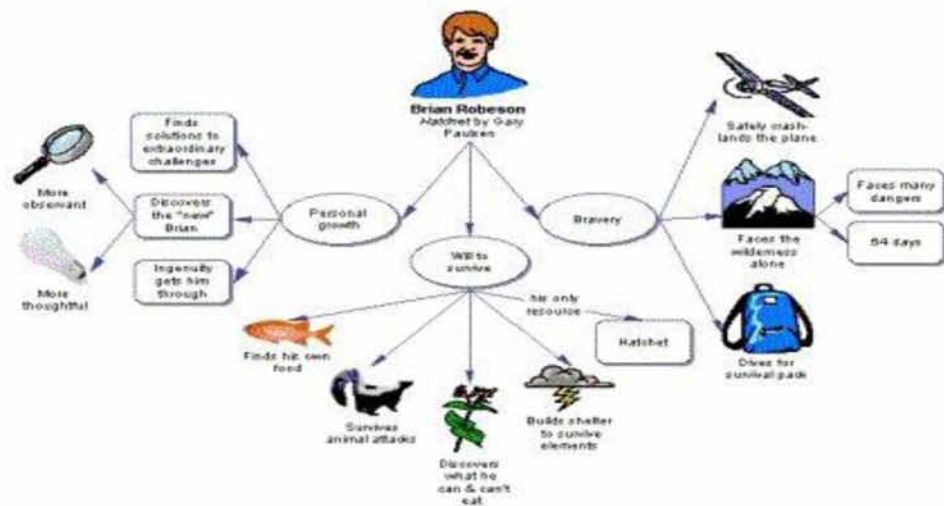 Brian Robeson
Hatchet by Gary
Paulsen
Finds
solutions to
extraordinary
challenges
More
observant
Discovers
the "new"
Brian
Personal
growth
More
thoughtful
Ingenuity
gets him
through
Will to
survive
Finds his own
food
Survives
animal attacks
Discovers
what he
can & can't
eat
Builds shelter
to survive
elements
his only
resource
Hatchet
Bravery
Safely crash-
lands the plane
Faces the
wilderness
alone
Faces many
dangers
54 days
Dives for
survival pack